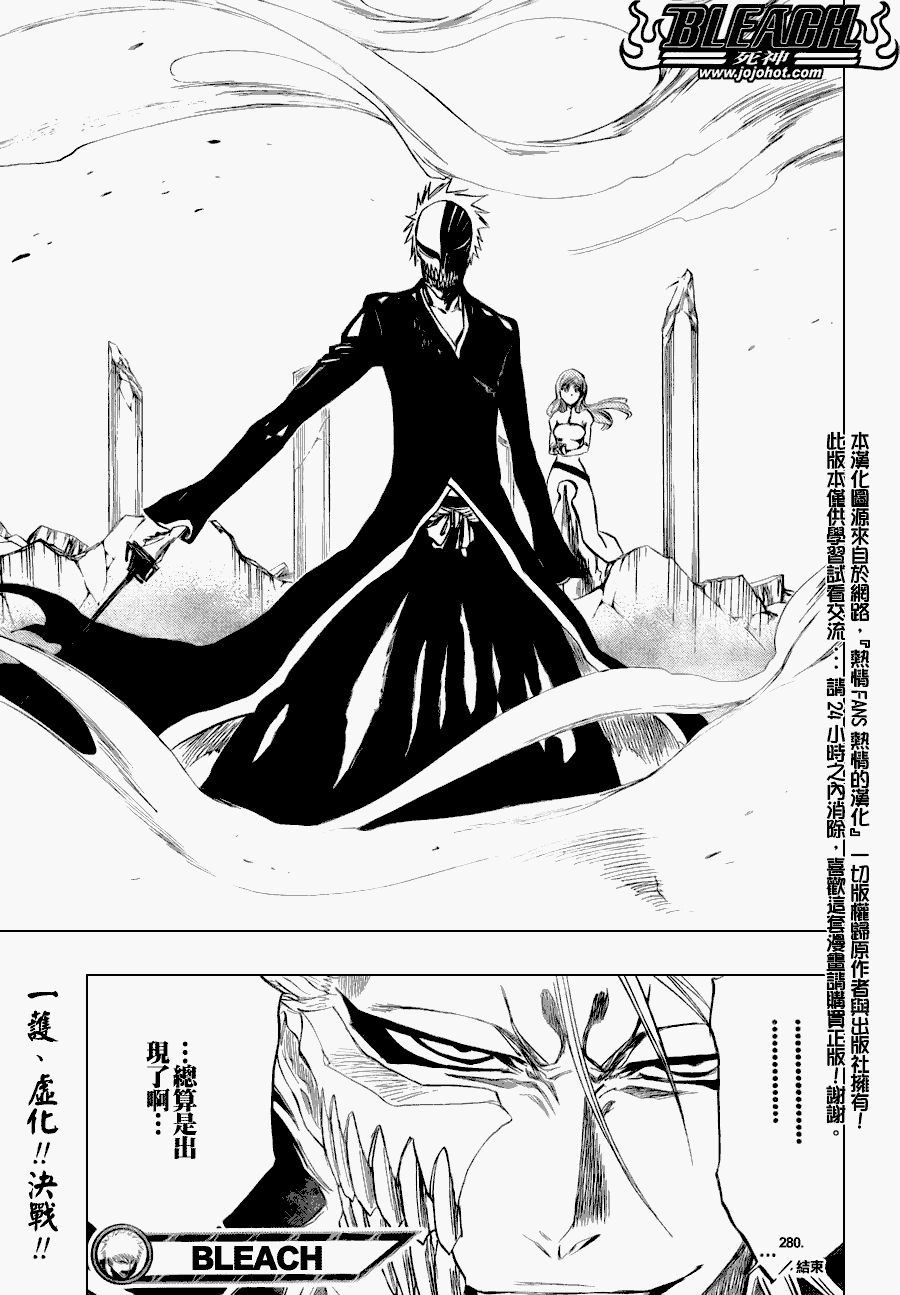 BLEACH
死神
www.jojohot.com
本漢化圖源來自於網路，『熱情FANS熱情的漢化』一切版權歸原作者與出版社擁有！
此版本僅供學習試看交流…請24小時之內消除，喜歡這套漫畫請購買正版！謝謝。
………
………
…總算是出
現了啊…
一護、虛化!!決戰!!
BLEACH
280.
…
／結束